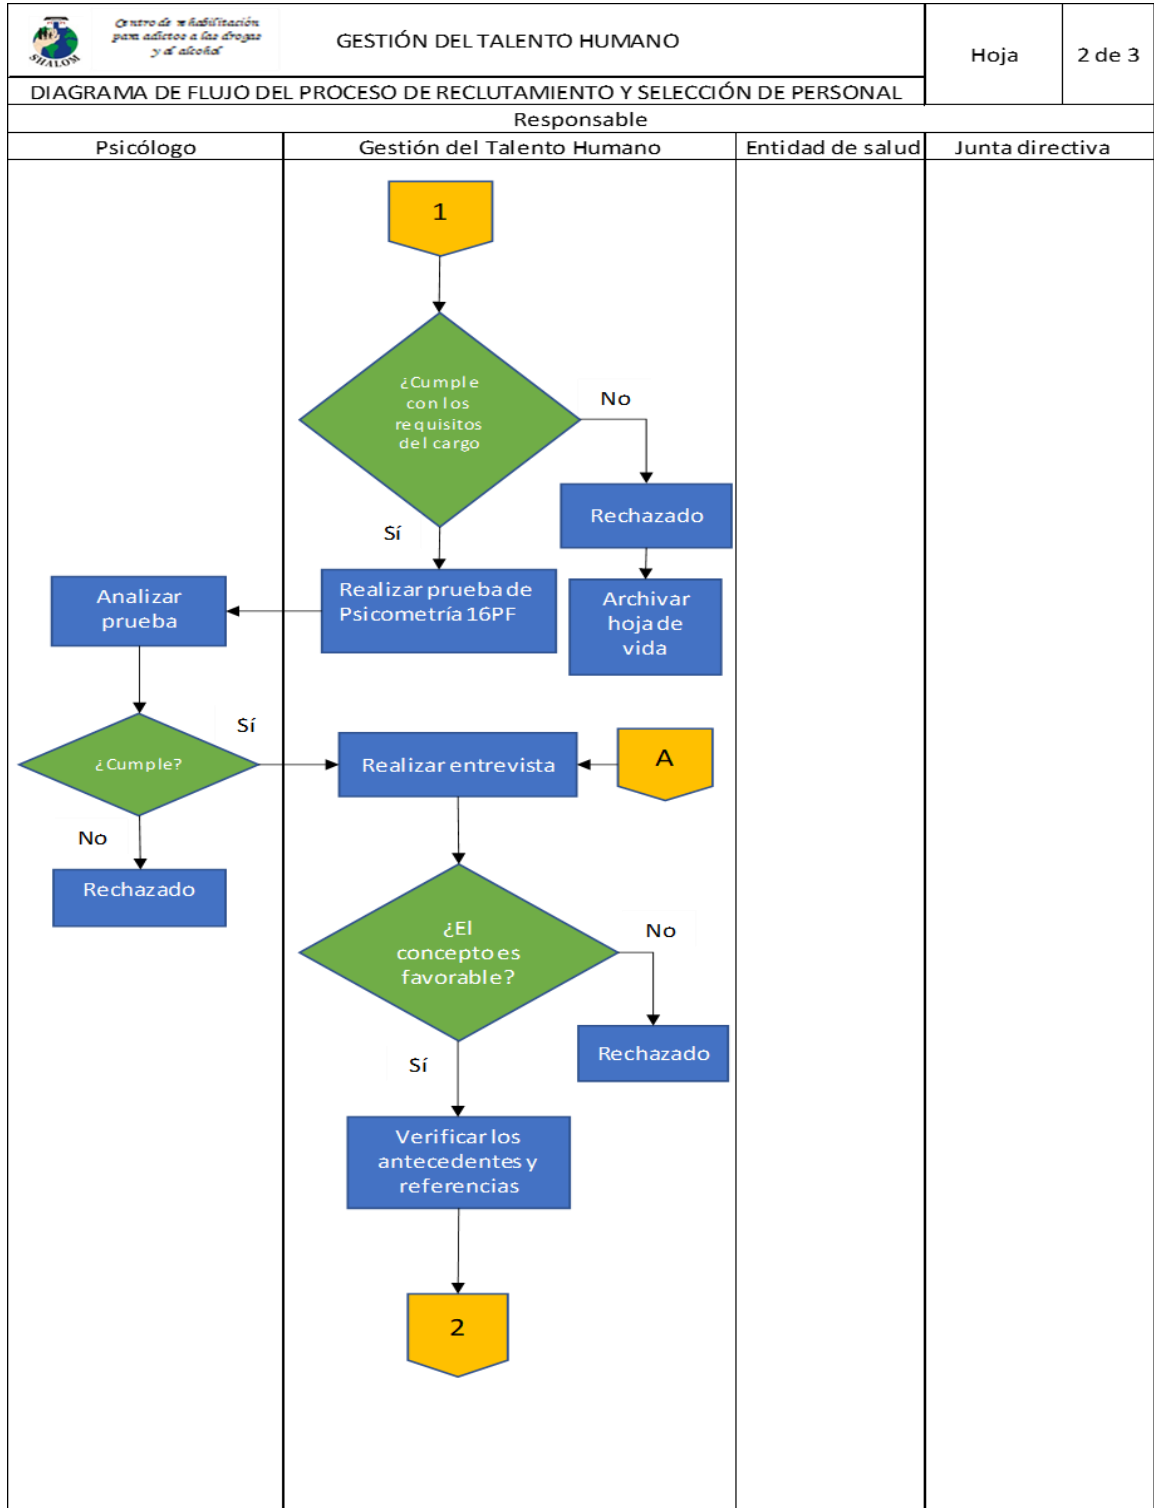 SHALOM
Centro de rehabilitación
para adictos a las drogas
y al alcohol
GESTIÓN DEL TALENTO HUMANO
Hoja
2 de 3
DIAGRAMA DE FLUJO DEL PROCESO DE RECLUTAMIENTO Y SELECCIÓN DE PERSONAL
Responsable
Psicólogo
Gestión del Talento Humano
Entidad de salud
Junta directiva
1
¿Cumple
con los
requisitos
del cargo
No
Rechazado
Sí
Archivar
hoja de
vida
Realizar prueba de
Psicometría 16PF
Analizar
prueba
¿Cumple?
Sí
No
Rechazado
Realizar entrevista
A
¿El
concepto es
favorable?
No
Rechazado
Sí
Verificar los
antecedentes y
referencias
2